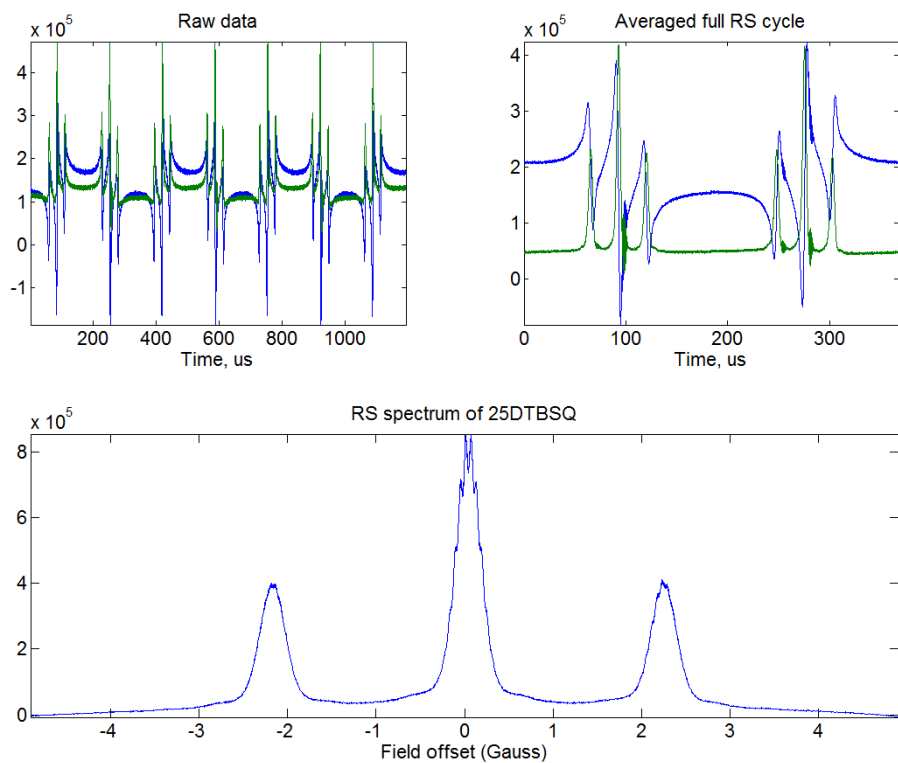 Raw data
x 10^5
4
3
2
1
0
-1
200 400 600 800 1000
Time, us
Averaged full RS cycle
x 10^5
4
3
2
1
0
0 100 200 300
Time, us
RS spectrum of 25DTBSQ
x 10^5
8
6
4
2
0
-4 -3 -2 -1 0 1 2 3 4
Field offset (Gauss)